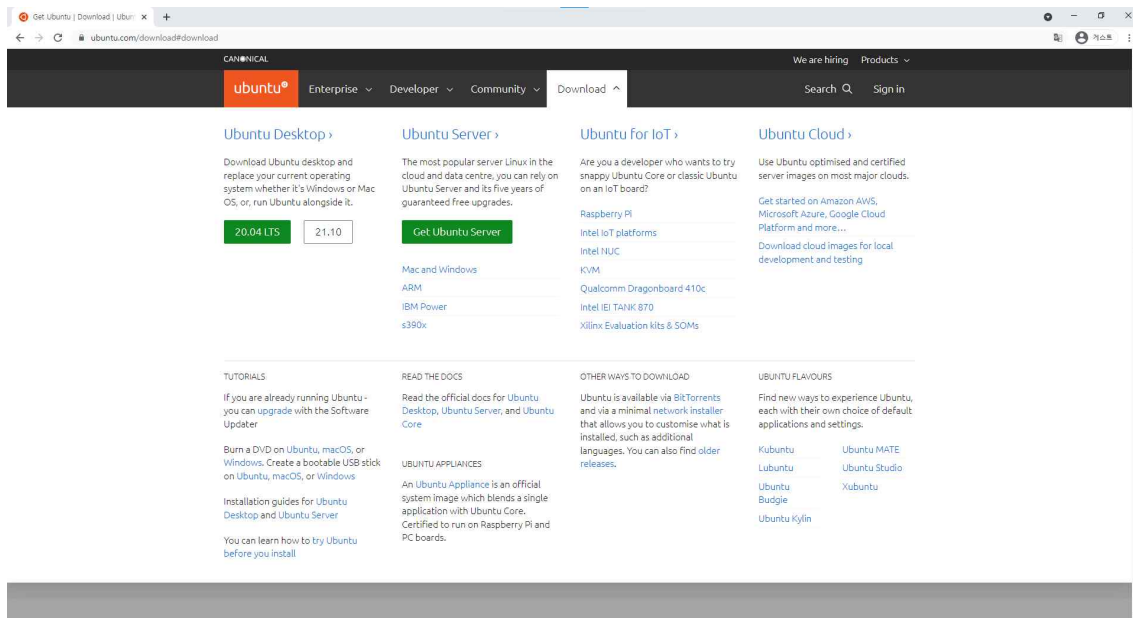 Get Ubuntu | Download | Ubun
ubuntu.com/download#download
게스트
CANONICAL
We are hiring Products
ubuntu®
Enterprise
Developer
Community
Download
Search
Sign in
Ubuntu Desktop ›
Download Ubuntu desktop and
replace your current operating
system whether it's Windows or Mac
OS, or, run Ubuntu alongside it.
20.04 LTS
21.10
Ubuntu Server ›
The most popular server Linux in the
cloud and data centre, you can rely on
Ubuntu Server and its five years of
guaranteed free upgrades.
Get Ubuntu Server
Mac and Windows
ARM
IBM Power
s390x
Ubuntu for IoT ›
Are you a developer who wants to try
snappy Ubuntu Core or classic Ubuntu
on an IoT board?
Raspberry Pi
Intel IoT platforms
Intel NUC
KVM
Qualcomm Dragonboard 410c
Intel IEI TANK 870
Xilinx Evaluation kits & SOMs
Ubuntu Cloud ›
Use Ubuntu optimised and certified
server images on most major clouds.
Get started on Amazon AWS,
Microsoft Azure, Google Cloud
Platform and more...
Download cloud images for local
development and testing
TUTORIALS
If you are already running Ubuntu -
you can upgrade with the Software
Updater
Burn a DVD on Ubuntu, macOS, or
Windows. Create a bootable USB stick
on Ubuntu, macOS, or Windows
Installation guides for Ubuntu
Desktop and Ubuntu Server
You can learn how to try Ubuntu
before you install
READ THE DOCS
Read the official docs for Ubuntu
Desktop, Ubuntu Server, and Ubuntu
Core
UBUNTU APPLIANCES
An Ubuntu Appliance is an official
system image which blends a single
application with Ubuntu Core.
Certified to run on Raspberry Pi and
PC boards.
OTHER WAYS TO DOWNLOAD
Ubuntu is available via BitTorrents
and via a minimal network installer
that allows you to customise what is
installed, such as additional
languages. You can also find older
releases.
UBUNTU FLAVOURS
Find new ways to experience Ubuntu,
each with their own choice of default
applications and settings.
Kubuntu
Lubuntu
Ubuntu
Budgie
Ubuntu Kylin
Ubuntu MATE
Ubuntu Studio
Xubuntu